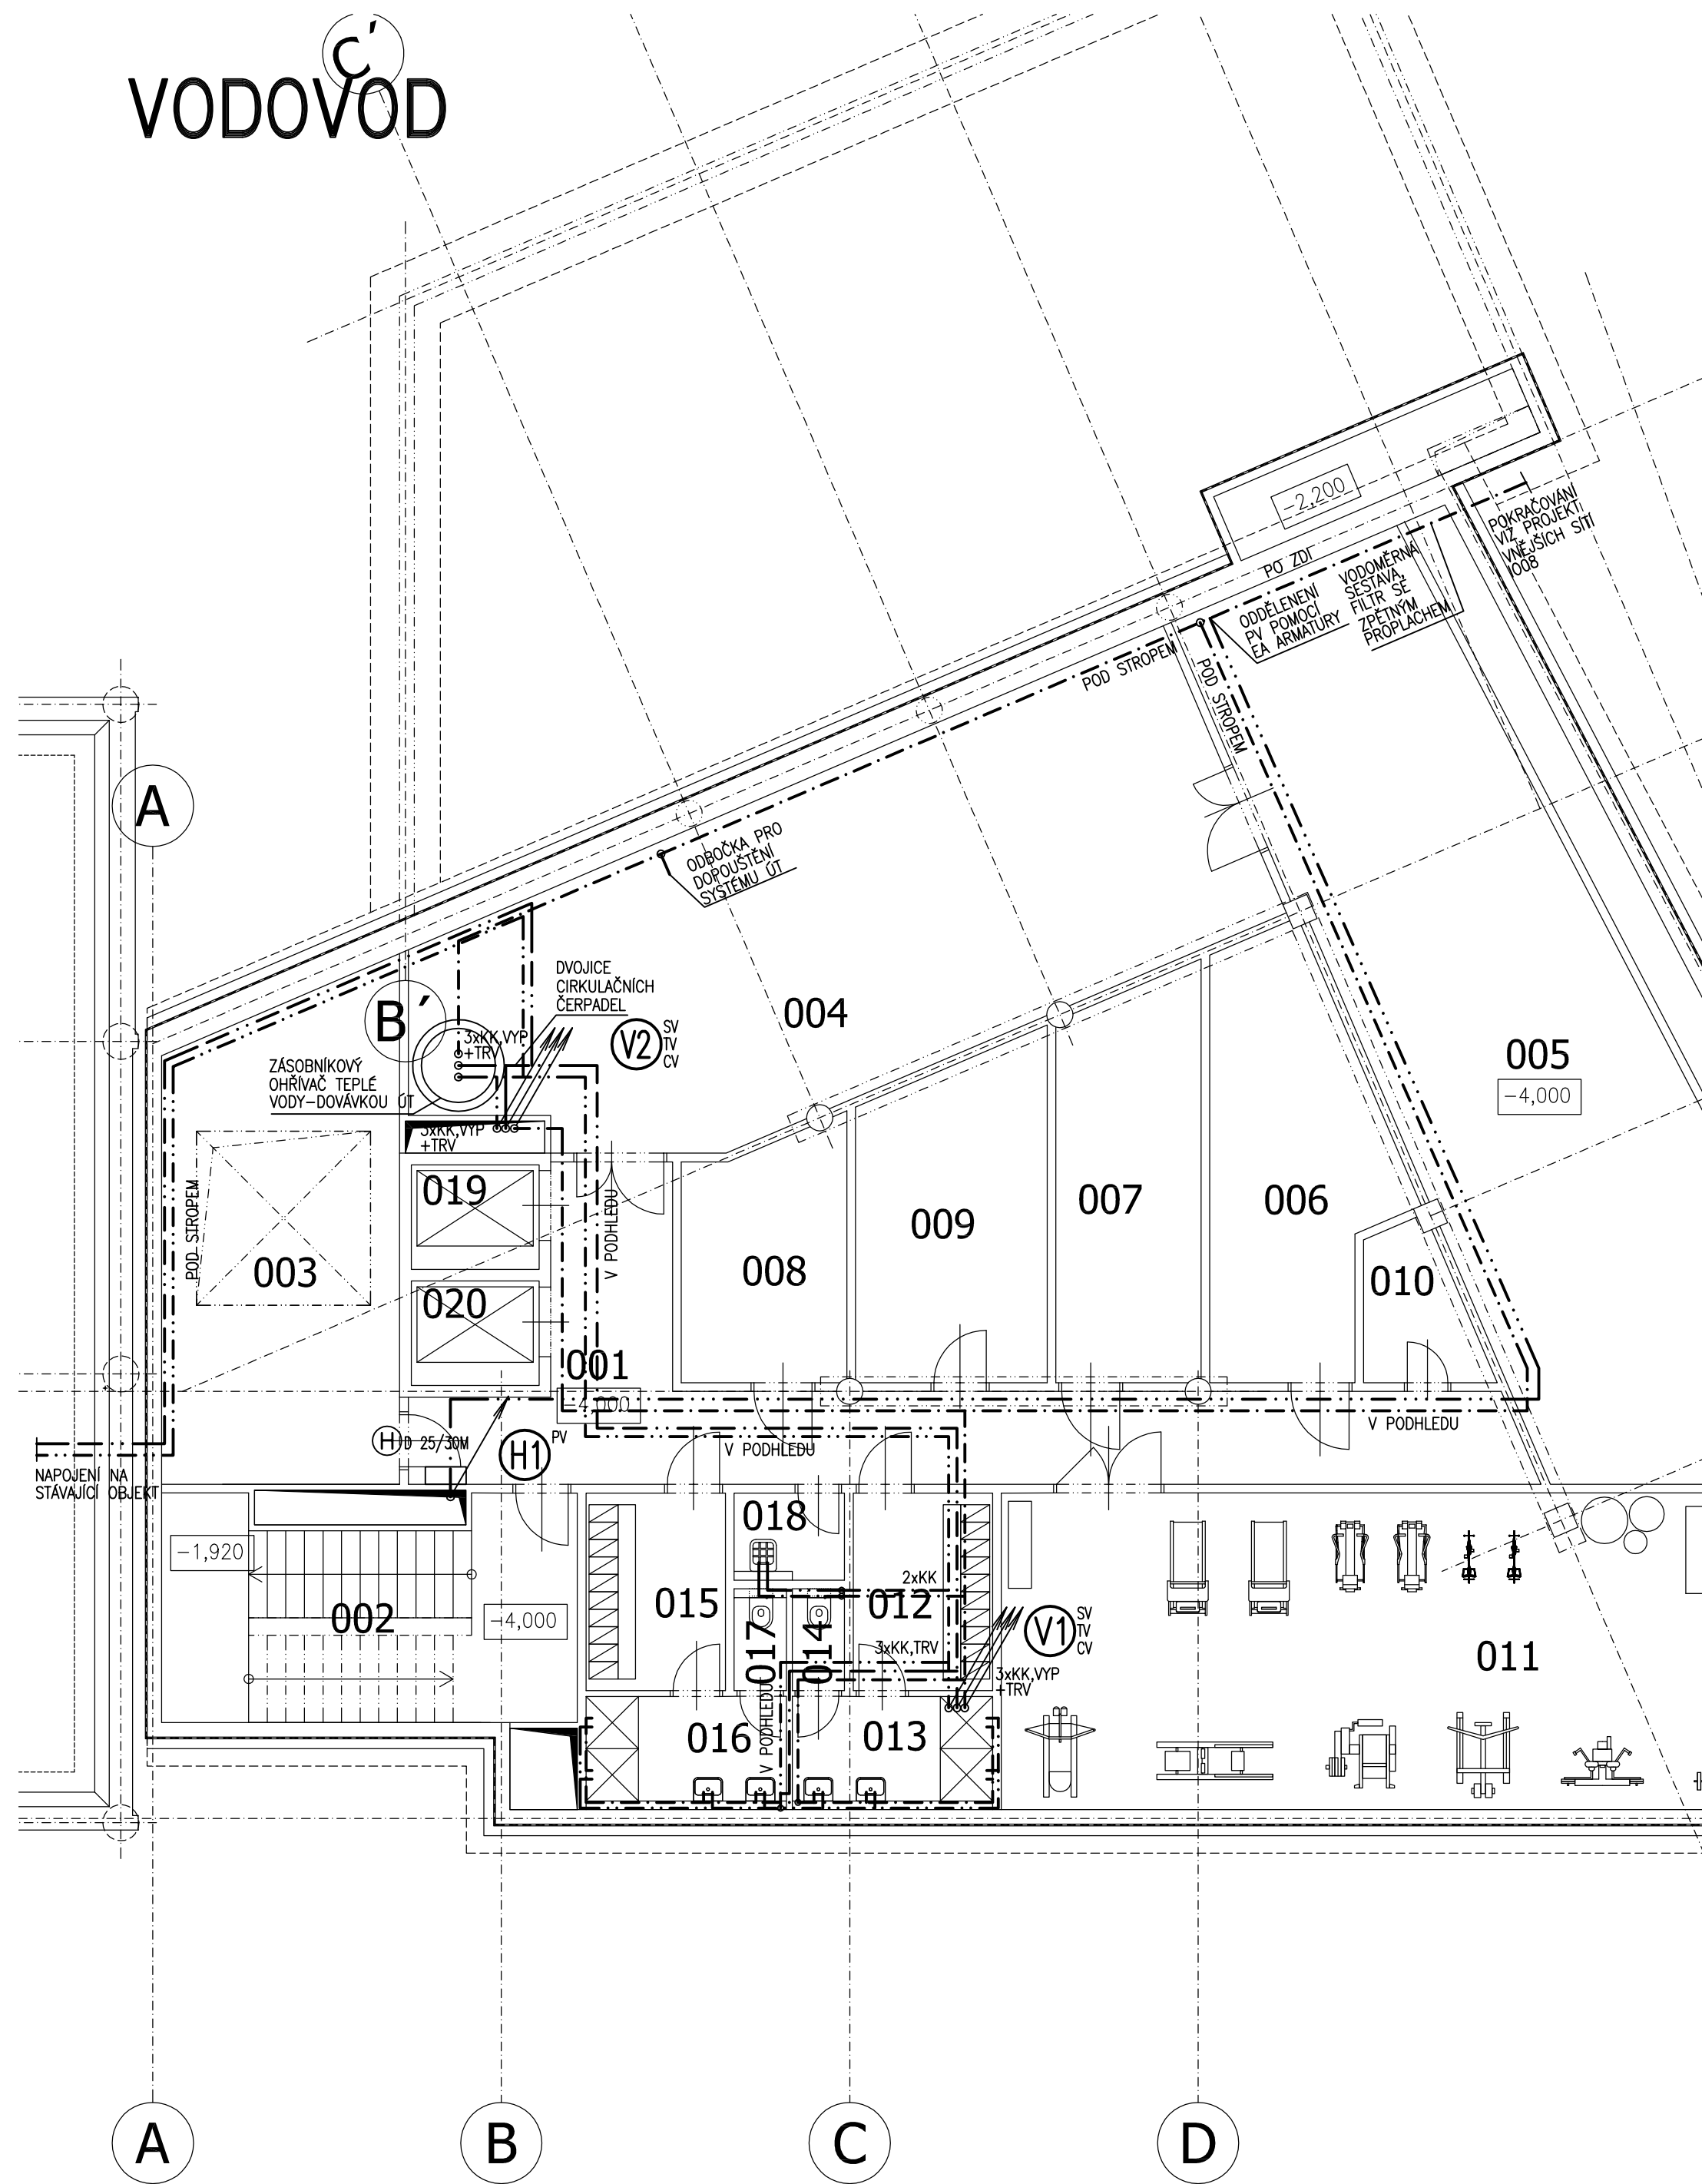 C´
VODOVOD
-2,200
POKRAČOVÁNÍ
VIZ. PROJEKT
VNĚJŠÍCH SÍTÍ
IO08
PO ZDI
VODOMĚRNÁ
SESTAVA,
FILTR SE
ZPĚTNÝM
PROPLACHEM
ODDĚLENENÍ
PV POMOCÍ
EA ARMATURY
POD STROPEM
POD STROPEM
A
ODBOČKA PRO
DOPOUŠTĚNÍ
SYSTÉMU ÚT
DVOJICE
CIRKULAČNÍCH
ČERPADEL
B´
3xKK,VYP
+TRV
V2
SV
TV
CV
004
005
-4,000
ZÁSOBNÍKOVÝ
OHŘÍVAČ TEPLÉ
VODY-DOVÁVKOU ÚT
3xKK,VYP
+TRV
019
POD STROPEM
V PODHLEDU
003
020
008
009
007
006
010
001
-4,000
H
D 25/30M
H1
PV
V PODHLEDU
V PODHLEDU
NAPOJENÍ NA
STÁVAJÍCÍ OBJEKT
018
-1,920
2xKK
002
-4,000
015
012
V1
SV
TV
CV
017
014
3xKK,TRV
3xKK,VYP
+TRV
011
016
V PODHLEDU
013
A
B
C
D